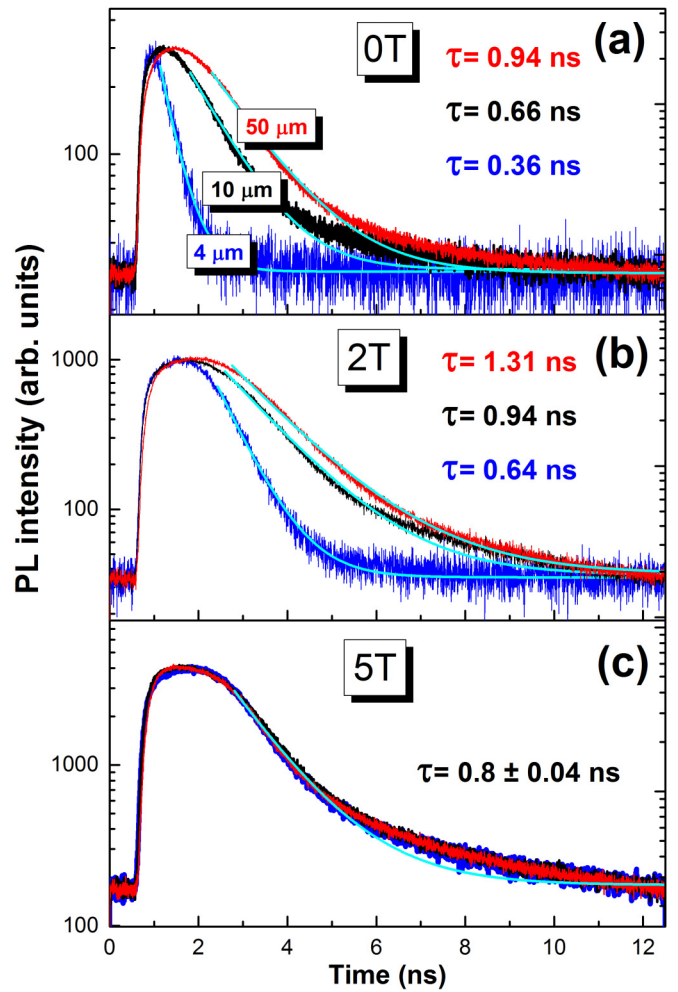 (a)
0T
τ= 0.94 ns
τ= 0.66 ns
τ= 0.36 ns
50 μm
10 μm
4 μm
100
(b)
2T
τ= 1.31 ns
τ= 0.94 ns
τ= 0.64 ns
1000
100
(c)
5T
τ= 0.8 ± 0.04 ns
1000
100
PL intensity (arb. units)
0 2 4 6 8 10 12
Time (ns)